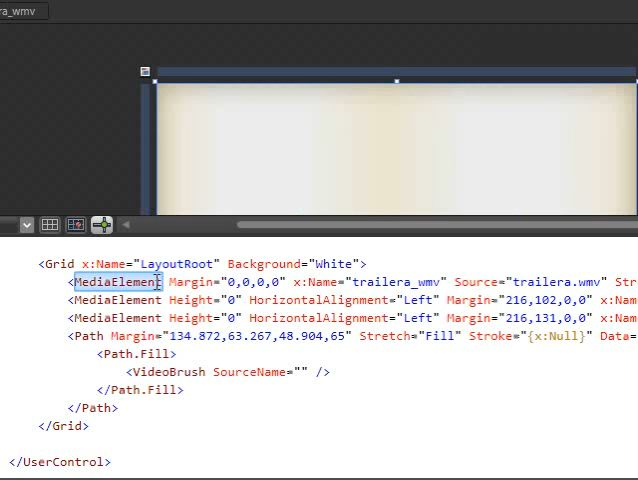 ra_wmv
<Grid x:Name="LayoutRoot" Background="White">
<MediaElement Margin="0,0,0,0" x:Name="trailera_wmv" Source="trailera.wmv" Str
<MediaElement Height="0" HorizontalAlignment="Left" Margin="216,102,0,0" x:Nam
<MediaElement Height="0" HorizontalAlignment="Left" Margin="216,131,0,0" x:Nam
<Path Margin="134.872,63.267,48.904,65" Stretch="Fill" Stroke="{x:Null}" Data=
<Path.Fill>
<VideoBrush SourceName="" />
</Path.Fill>
</Path>
</Grid>
</UserControl>